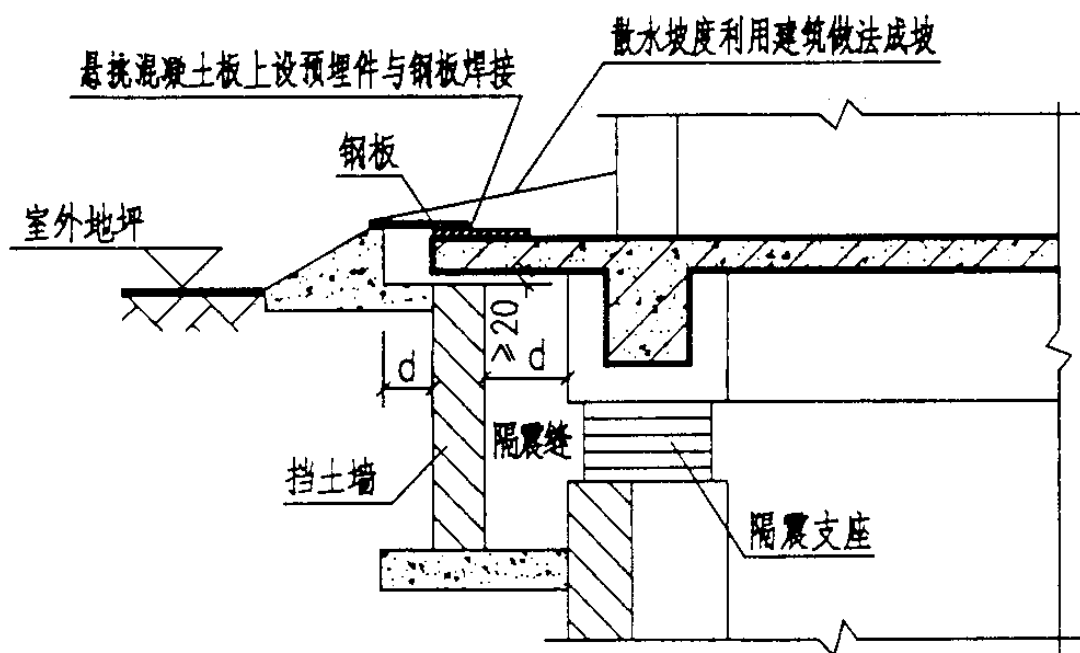 散水坡度利用建筑做法成坡
悬挑混凝土板上设预埋件与钢板焊接
钢板
室外地坪
≥20
d
d
隔震缝
挡土墙
隔震支座